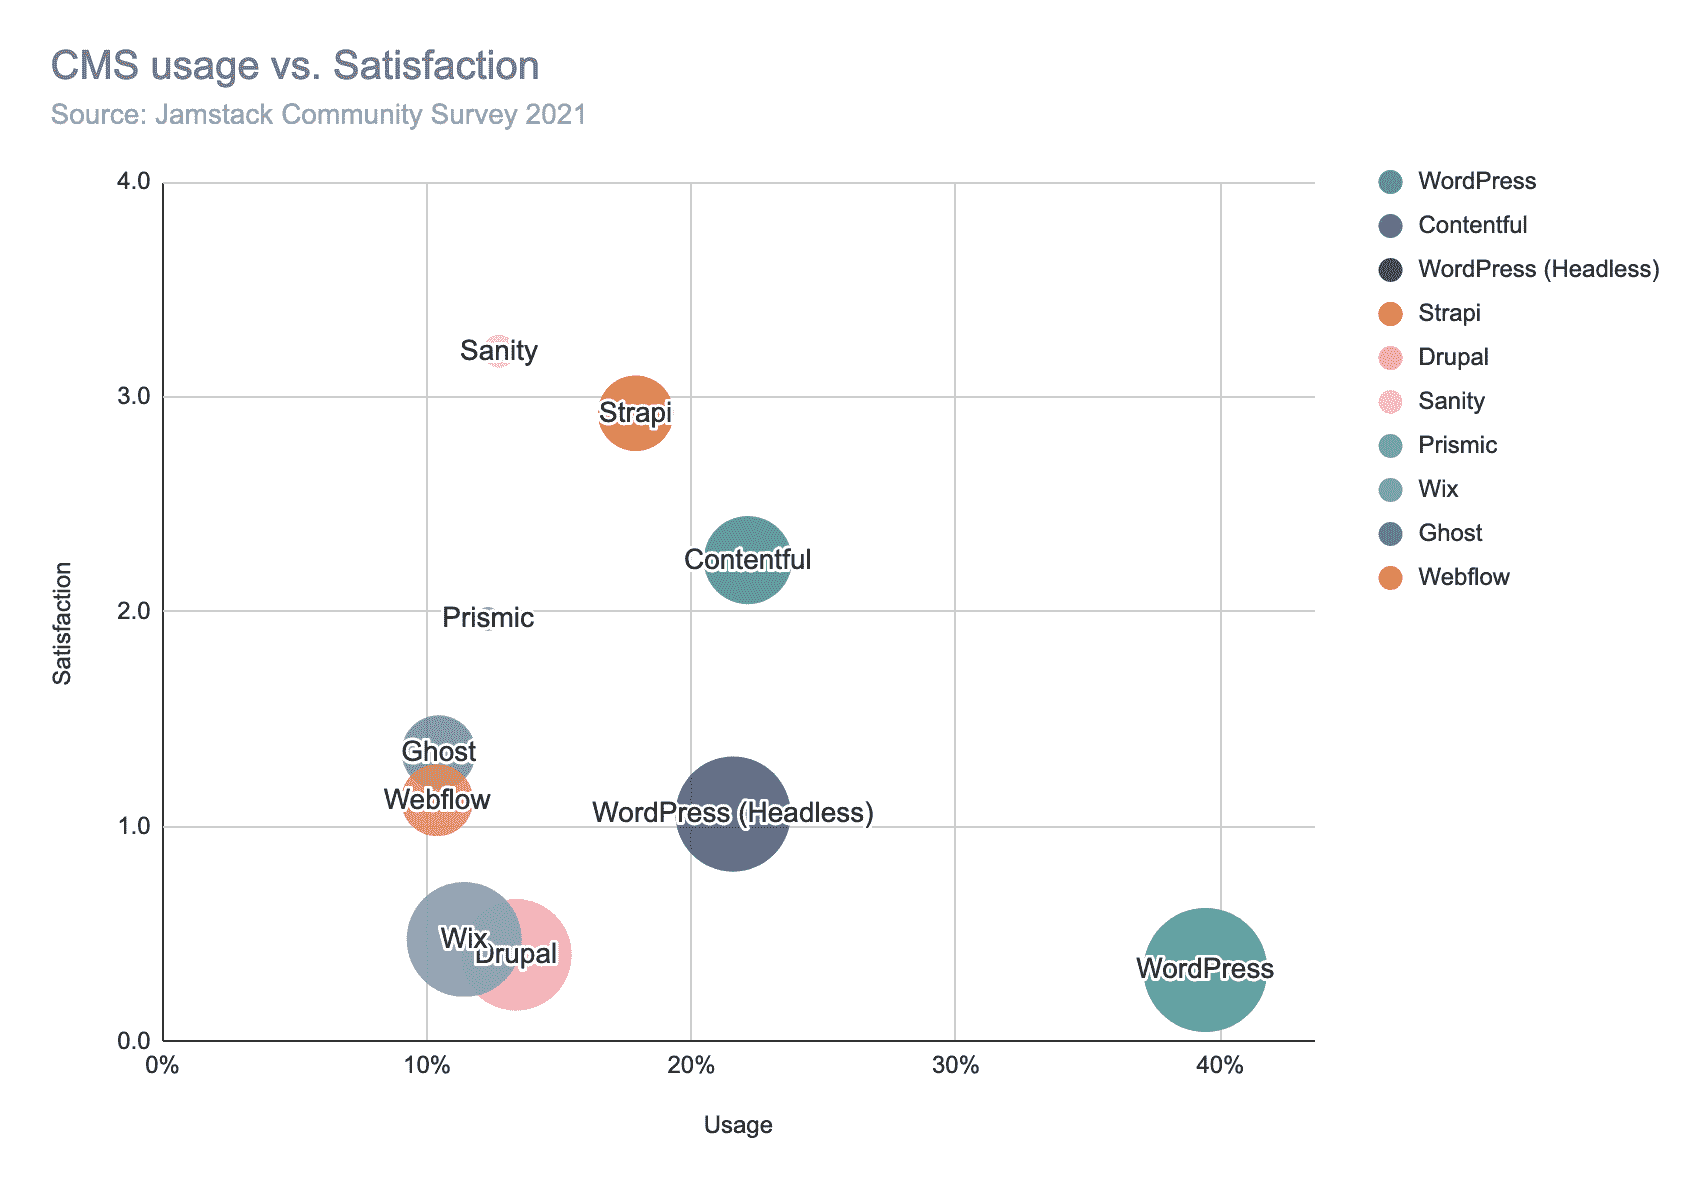 CMS usage vs. Satisfaction
Source: Jamstack Community Survey 2021
4.0
3.0
2.0
1.0
0.0
Satisfaction
0%
10%
20%
30%
40%
Usage
Sanity
Strapi
Contentful
Prismic
Ghost
Webflow
WordPress (Headless)
Wix
Drupal
WordPress
WordPress
Contentful
WordPress (Headless)
Strapi
Drupal
Sanity
Prismic
Wix
Ghost
Webflow